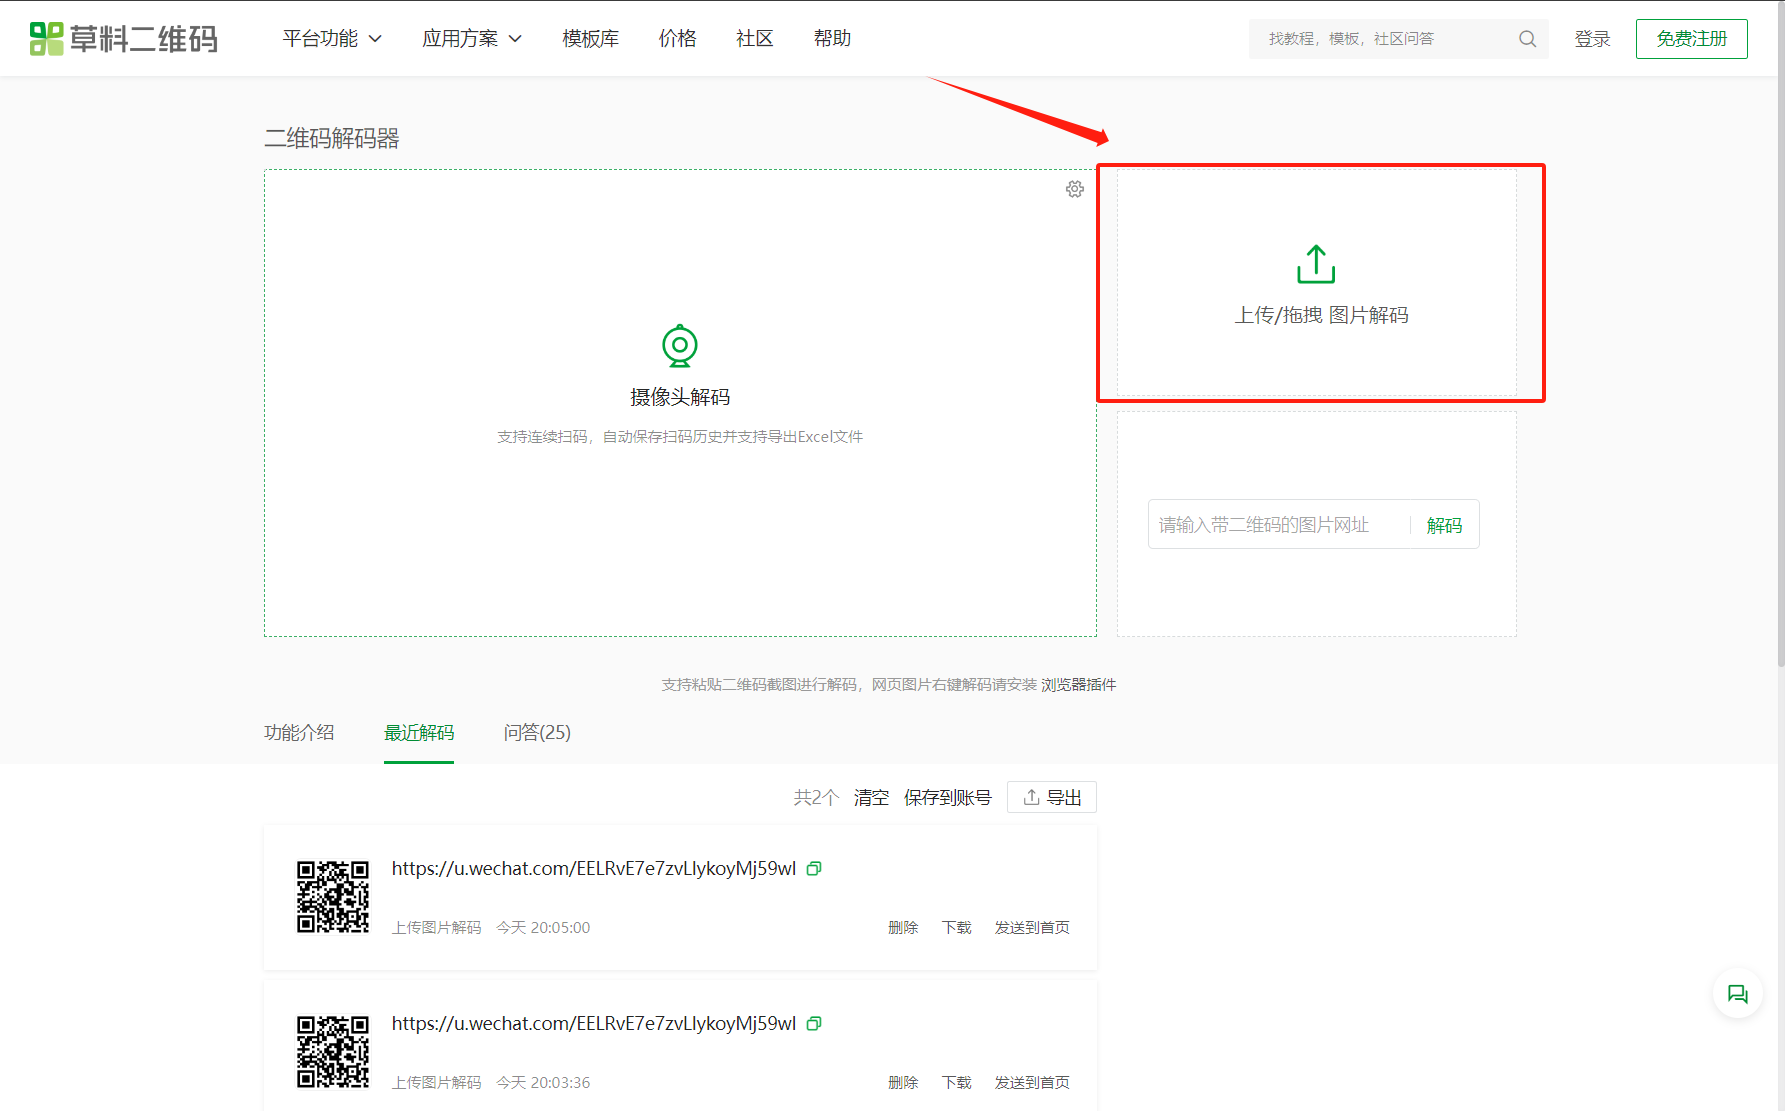 草料二维码
平台功能 应用方案 模板库 价格 社区 帮助 找教程，模板，社区问答 登录 免费注册
二维码解码器
上传/拖拽 图片解码
摄像头解码
支持连续扫码，自动保存扫码历史并支持导出Excel文件
请输入带二维码的图片网址 解码
支持粘贴二维码截图进行解码，网页图片右键解码请安装 浏览器插件
功能介绍 最近解码 问答(25)
共2个 清空 保存到账号 导出
https://u.wechat.com/EELRvE7e7zvLlykoyMj59wI
上传图片解码 今天 20:05:00 删除 下载 发送到首页
https://u.wechat.com/EELRvE7e7zvLlykoyMj59wI
上传图片解码 今天 20:03:36 删除 下载 发送到首页